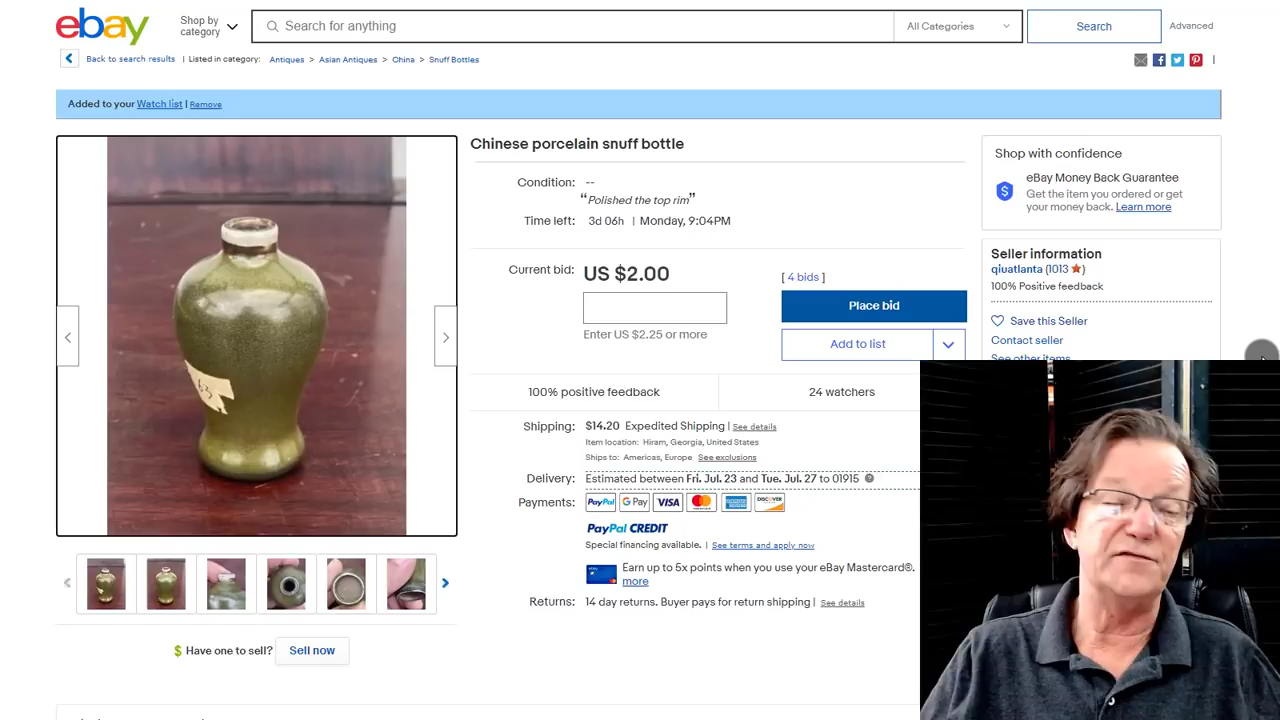 ebay
Shop by category
Search for anything
All Categories
Search
Advanced
Back to search results | Listed in category: Antiques > Asian Antiques > China > Snuff Bottles
Added to your Watch list | Remove
Chinese porcelain snuff bottle
Condition: --
“Polished the top rim”
Time left: 3d 06h | Monday, 9:04PM
Current bid: US $2.00
[ 4 bids ]
Place bid
Enter US $2.25 or more
Add to list
100% positive feedback
24 watchers
Shipping: $14.20 Expedited Shipping | See details
Item location: Hiram, Georgia, United States
Ships to: Americas, Europe See exclusions
Delivery: Estimated between Fri. Jul. 23 and Tue. Jul. 27 to 01915
Payments: PayPal G Pay VISA
PayPal CREDIT
Special financing available. | See terms and apply now
Earn up to 5x points when you use your eBay Mastercard®.
more
Returns: 14 day returns. Buyer pays for return shipping | See details
Have one to sell? Sell now
Shop with confidence
eBay Money Back Guarantee
Get the item you ordered or get
your money back. Learn more
Seller information
qiuatlanta (1013 )
100% Positive feedback
Save this Seller
Contact seller
See other items